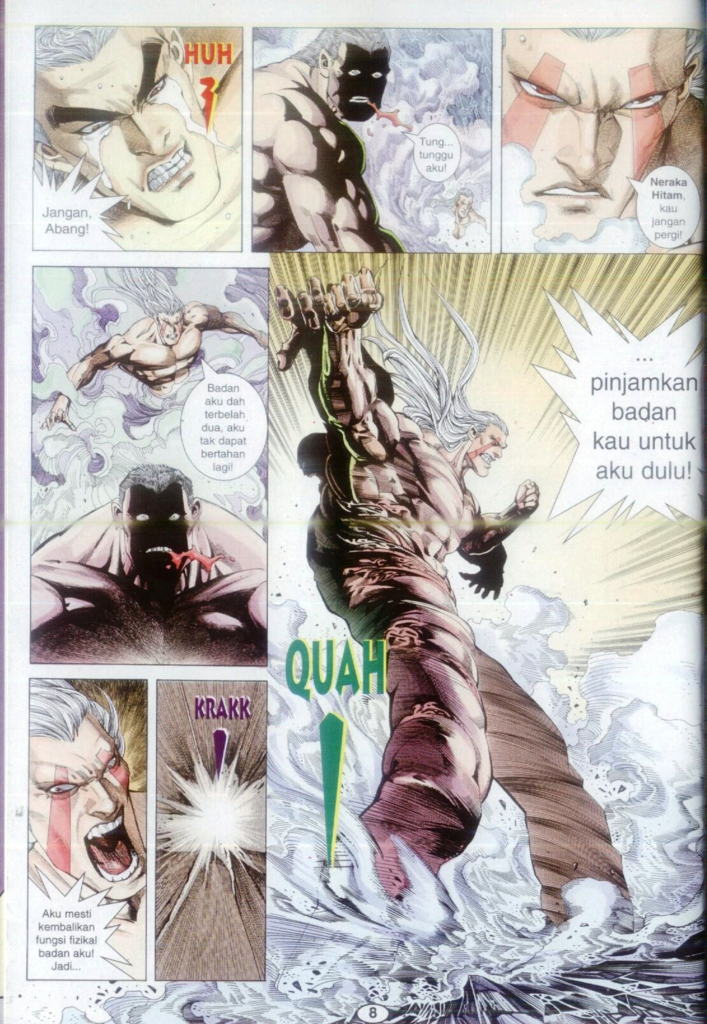 HUH
Jangan,
Abang!
Tung...
tunggu
aku!
Neraka
Hitam,
kau
jangan
pergi!
Badan
aku dah
terbelah
dua, aku
tak dapat
bertahan
lagi!
...
pinjamkan
badan
kau untuk
aku dulu!
QUAH!
Aku mesti
kembalikan
fungsi fizikal
badan aku!
Jadi...
KRAKK!
8